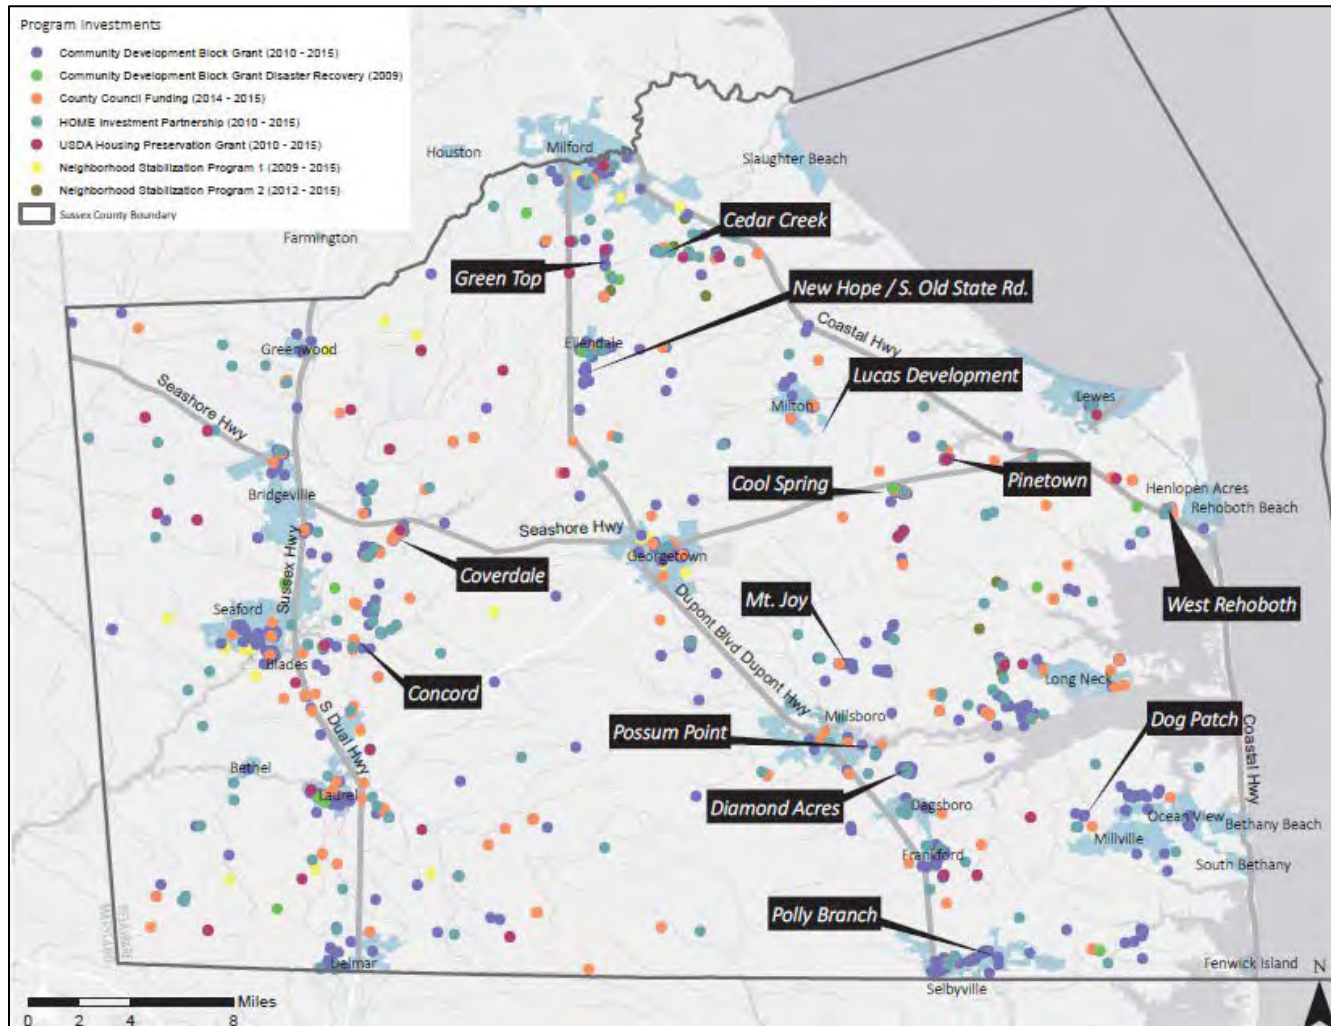 Program Investments
Community Development Block Grant (2010 - 2015)
Community Development Block Grant Disaster Recovery (2009)
County Council Funding (2014 - 2015)
HOME Investment Partnership (2010 - 2015)
USDA Housing Preservation Grant (2010 - 2015)
Neighborhood Stabilization Program 1 (2009 - 2015)
Neighborhood Stabilization Program 2 (2012 - 2015)
Sussex County Boundary
Houston
Milford
Slaughter Beach
Farmington
Cedar Creek
Green Top
New Hope / S. Old State Rd.
Coastal Hwy
Ellendale
Greenwood
Lucas Development
Seashore Hwy
Milton
Lewes
Cool Spring
Pinetown
Bridgeville
Henlopen Acres
Rehoboth Beach
Seashore Hwy
Georgetown
Sussex Hwy
Coverdale
Mt. Joy
West Rehoboth
Seaford
Dupont Blvd
Dupont Hwy
Blades
Concord
Long Neck
S Dual Hwy
Millsboro
Possum Point
Dog Patch
Coastal Hwy
Bethel
Laurel
Diamond Acres
Dagsboro
Ocean View
Bethany Beach
Millville
Frankford
South Bethany
Polly Branch
MARYLAND
DELAWARE
Delmar
Fenwick Island
N
Selbyville
Miles
0 2 4 8